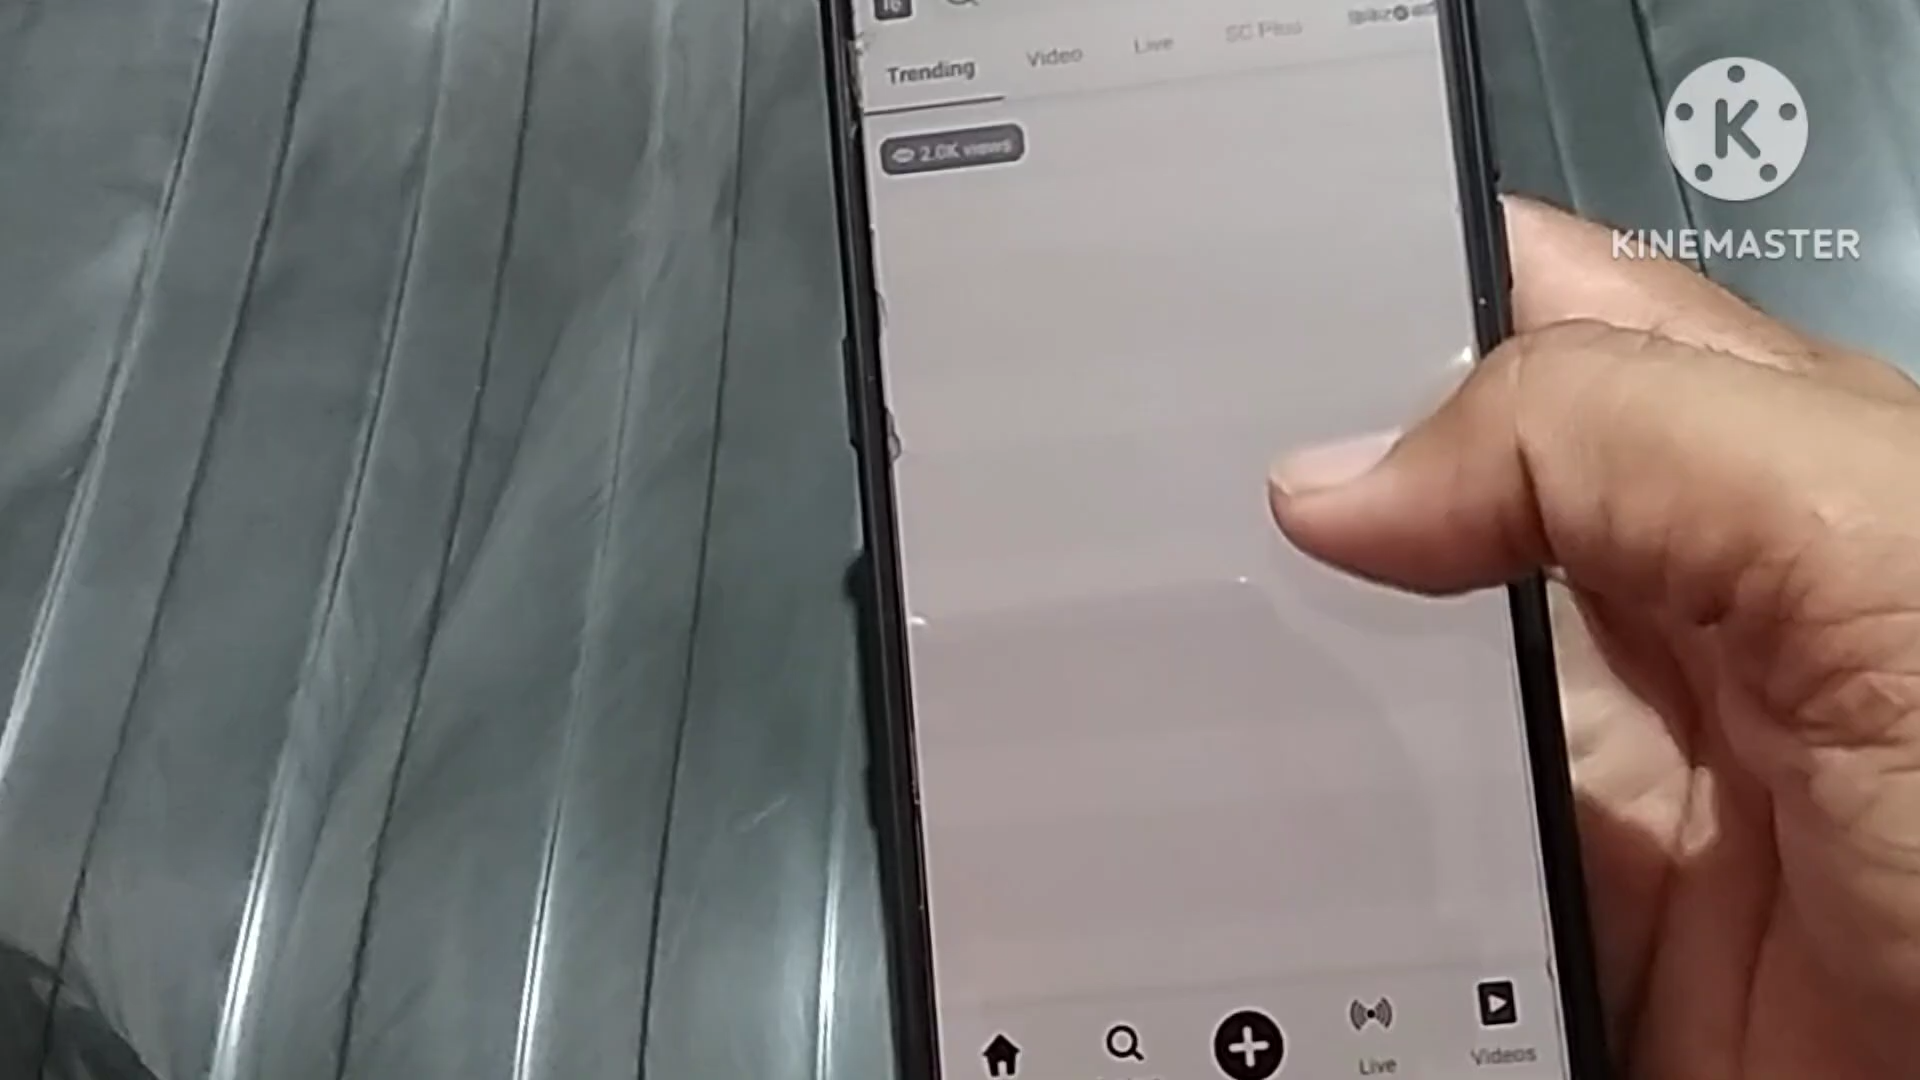 Trending Video Live SC Plus
2.0K views
K
KINEMASTER
Live Videos